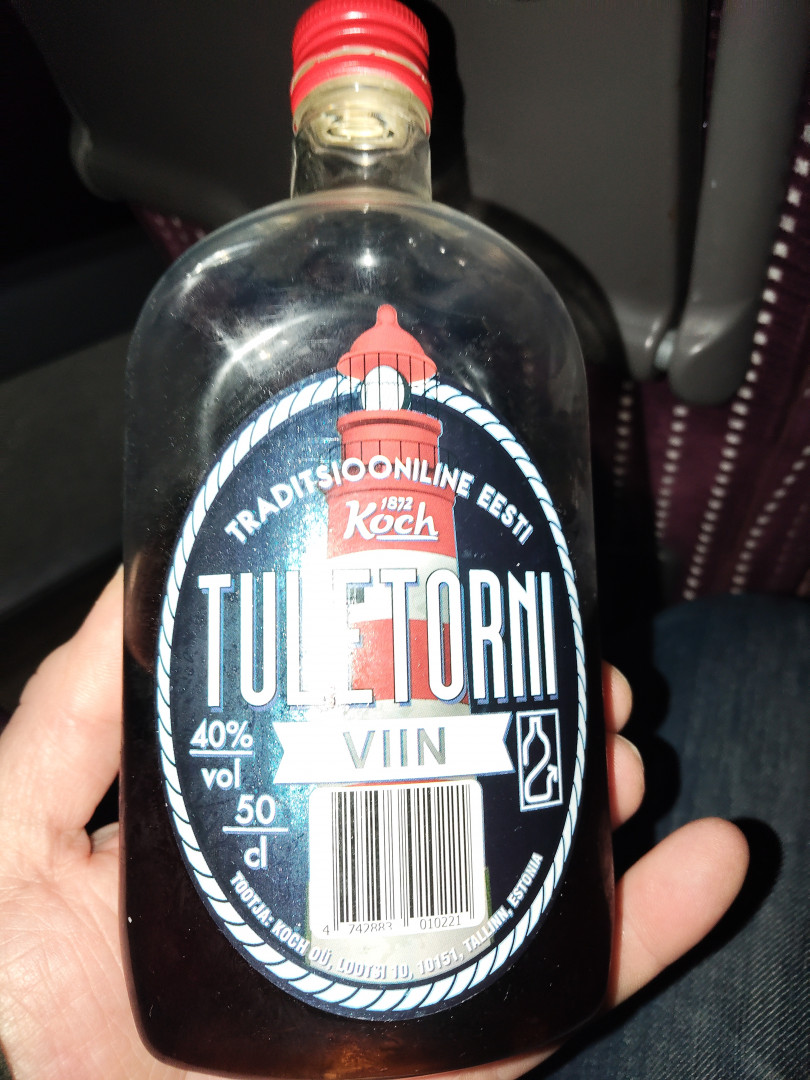 TRADITSIOONILINE EESTI
1872
Koch
TULETORNI
VIIN
40%
vol
50
cl
4 742883 010221
TOOTJA: KOCH OÜ, LOOTSI 10, 10151, TALLINN, ESTONIA